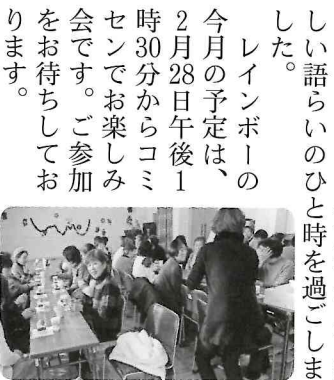 しい語らいのひと時を過ごしま
した。
　レインボーの
今月の予定は、
2月28日午後1
時30分からコミ
センでお楽しみ
会です。ご参加
をお待ちしてお
ります。